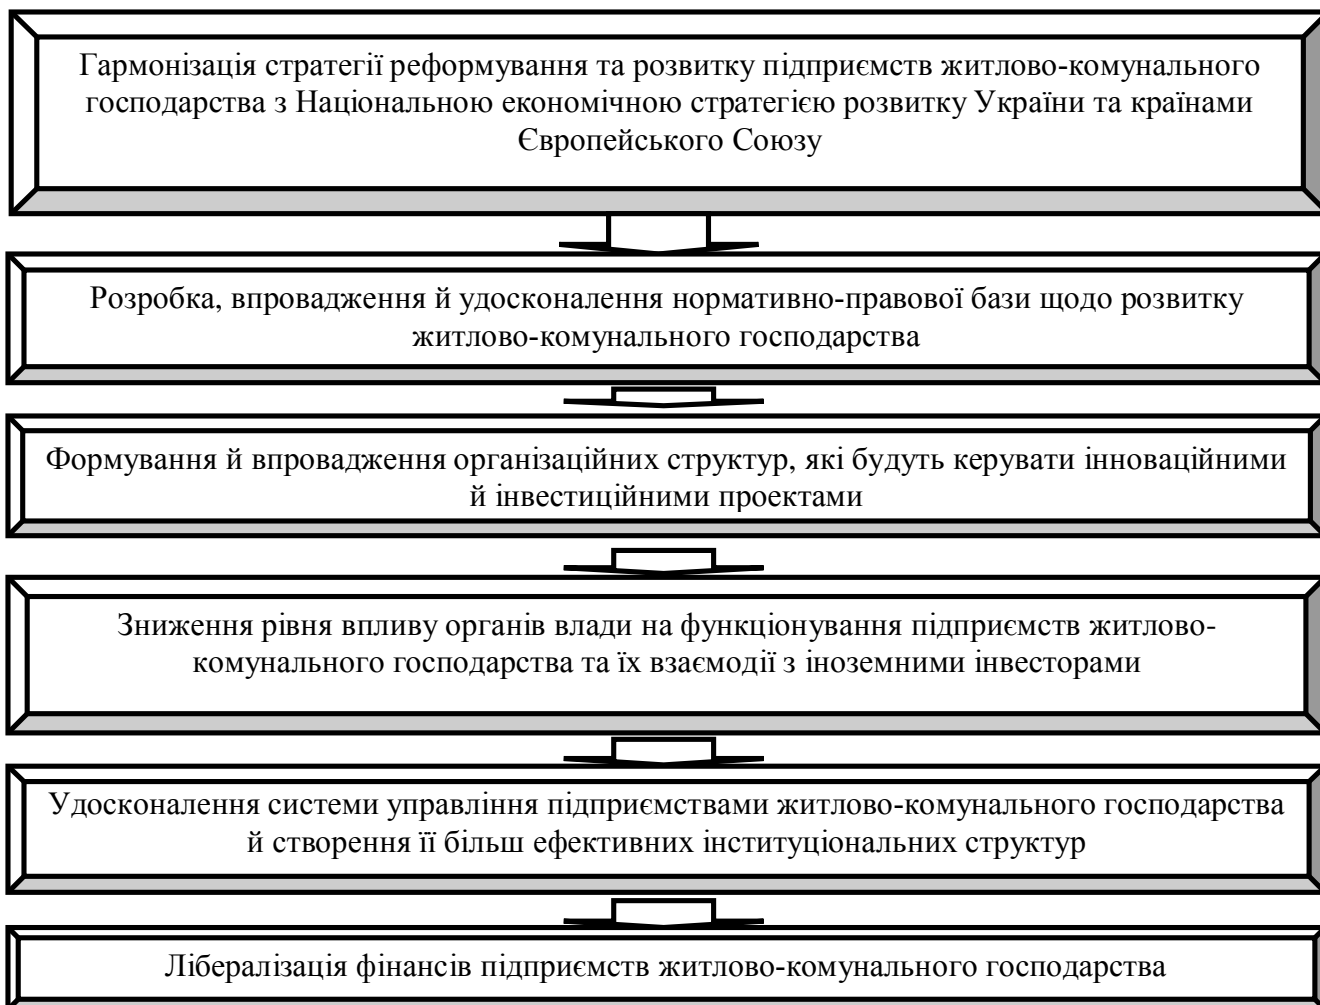 Гармонізація стратегії реформування та розвитку підприємств житлово-комунального
господарства з Національною економічною стратегією розвитку України та країнами
Європейського Союзу
Розробка, впровадження й удосконалення нормативно-правової бази щодо розвитку
житлово-комунального господарства
Формування й впровадження організаційних структур, які будуть керувати інноваційними
й інвестиційними проектами
Зниження рівня впливу органів влади на функціонування підприємств житлово-
комунального господарства та їх взаємодії з іноземними інвесторами
Удосконалення системи управління підприємствами житлово-комунального господарства
й створення її більш ефективних інституціональних структур
Лібералізація фінансів підприємств житлово-комунального господарства